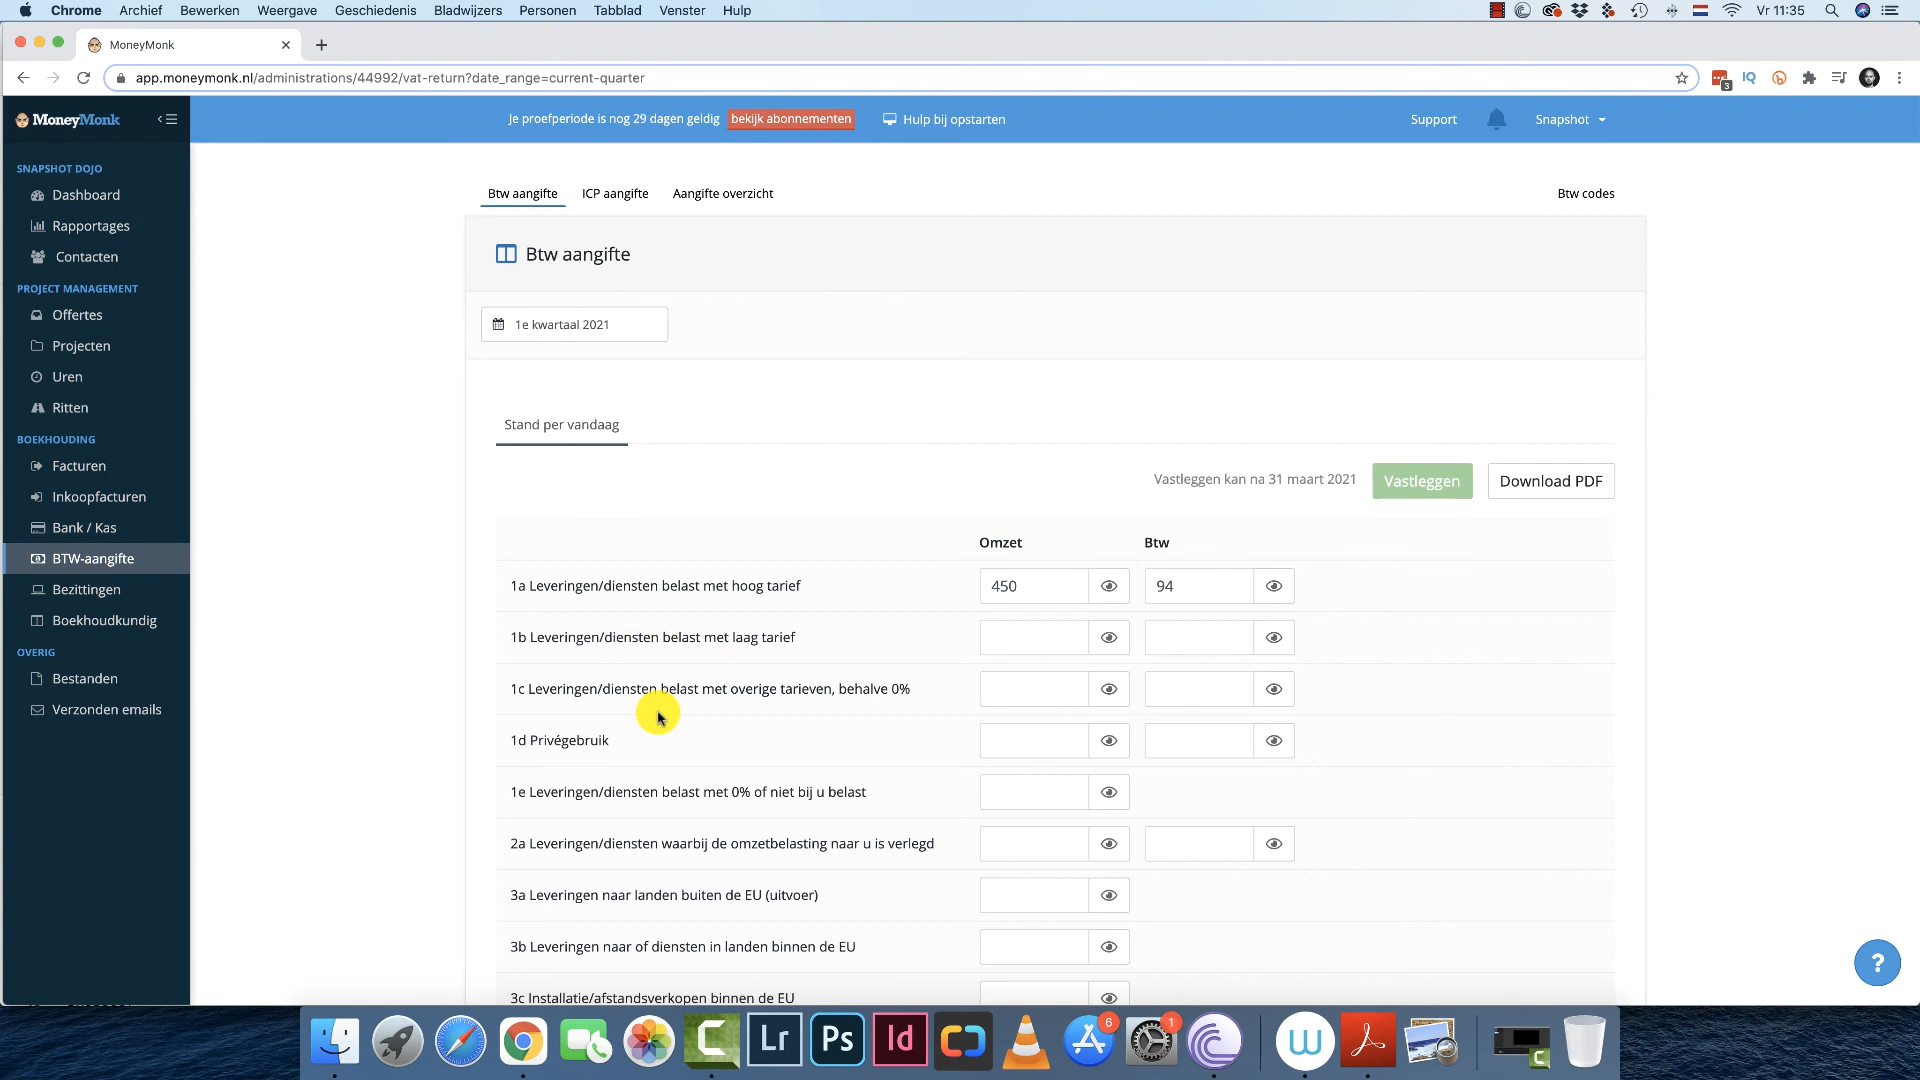 Chrome Archief Bewerken Weergave Geschiedenis Bladwijzers Personen Tabblad Venster Help Vr 11:35
MoneyMonk
app.moneymonk.nl/administrations/44992/vat-return?date_range=current-quarter
3 IQ
MoneyMonk
Je proefperiode is nog 29 dagen geldig bekijk abonnementen Hulp bij opstarten Support Snapshot
SNAPSHOT DOJO
Dashboard
Rapportages
Contacten
PROJECT MANAGEMENT
Offertes
Projecten
Uren
Ritten
BOEKHOUDING
Facturen
Inkoopfacturen
Bank / Kas
BTW-aangifte
Bezittingen
Boekhoudkundig
OVERIG
Bestanden
Verzonden emails
Btw aangifte ICP aangifte Aangifte overzicht Btw codes
Btw aangifte
1e kwartaal 2021
Stand per vandaag
Vastleggen kan na 31 maart 2021 Vastleggen Download PDF
Omzet Btw
1a Leveringen/diensten belast met hoog tarief 450 94
1b Leveringen/diensten belast met laag tarief
1c Leveringen/diensten belast met overige tarieven, behalve 0%
1d Privégebruik
1e Leveringen/diensten belast met 0% of niet bij u belast
2a Leveringen/diensten waarbij de omzetbelasting naar u is verlegd
3a Leveringen naar landen buiten de EU (uitvoer)
3b Leveringen naar of diensten in landen binnen de EU
3c Installatie/afstandsverkopen binnen de EU
?
Lr Ps Id 6 1